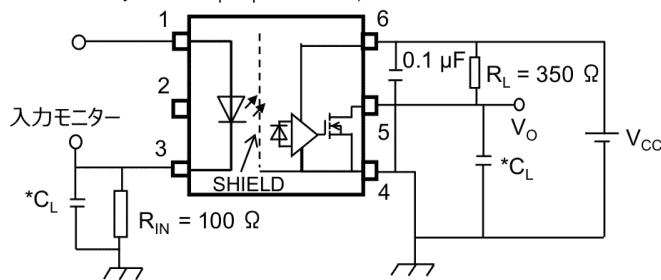 1
6
0.1 µF
R_L = 350 Ω
2
入力モニター
5
V_O
V_CC
3
SHIELD
4
*C_L
*C_L
R_IN = 100 Ω